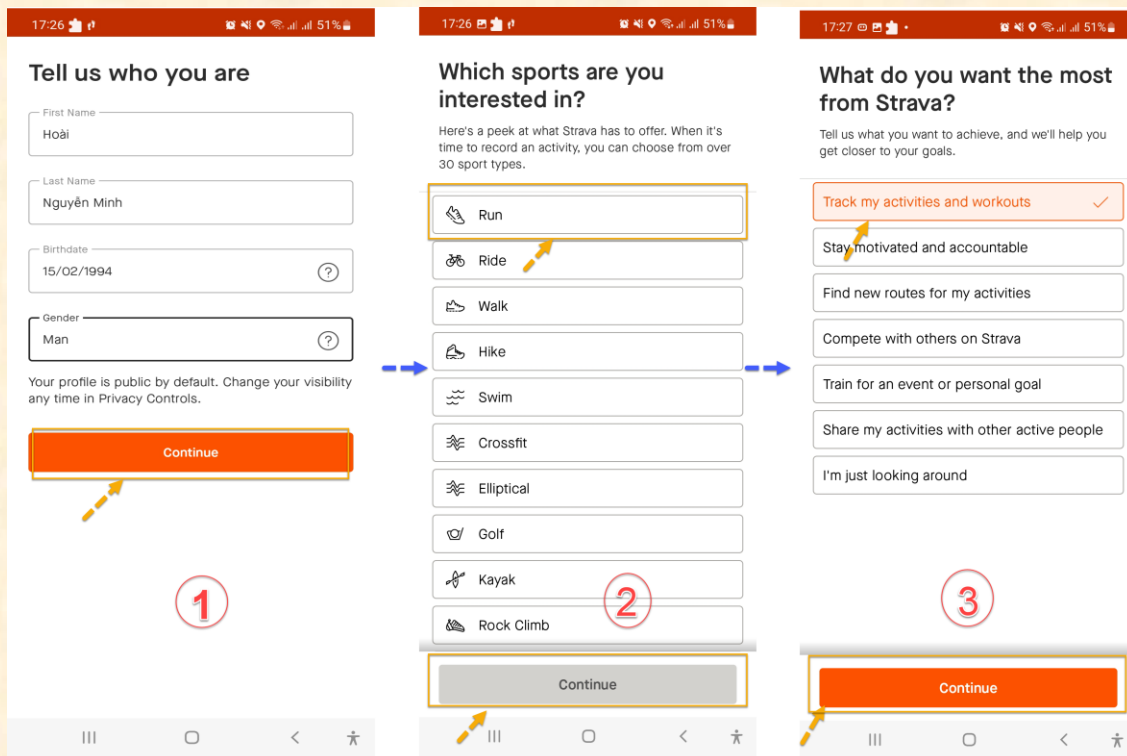 17:26
51%
Tell us who you are
First Name
Hoài
Last Name
Nguyễn Minh
Birthdate
15/02/1994
?
Gender
Man
?
Your profile is public by default. Change your visibility
any time in Privacy Controls.
Continue
1
17:26
51%
Which sports are you
interested in?
Here's a peek at what Strava has to offer. When it's
time to record an activity, you can choose from over
30 sport types.
Run
Ride
Walk
Hike
Swim
Crossfit
Elliptical
Golf
Kayak
Rock Climb
2
Continue
17:27
51%
What do you want the most
from Strava?
Tell us what you want to achieve, and we'll help you
get closer to your goals.
Track my activities and workouts
Stay motivated and accountable
Find new routes for my activities
Compete with others on Strava
Train for an event or personal goal
Share my activities with other active people
I'm just looking around
3
Continue